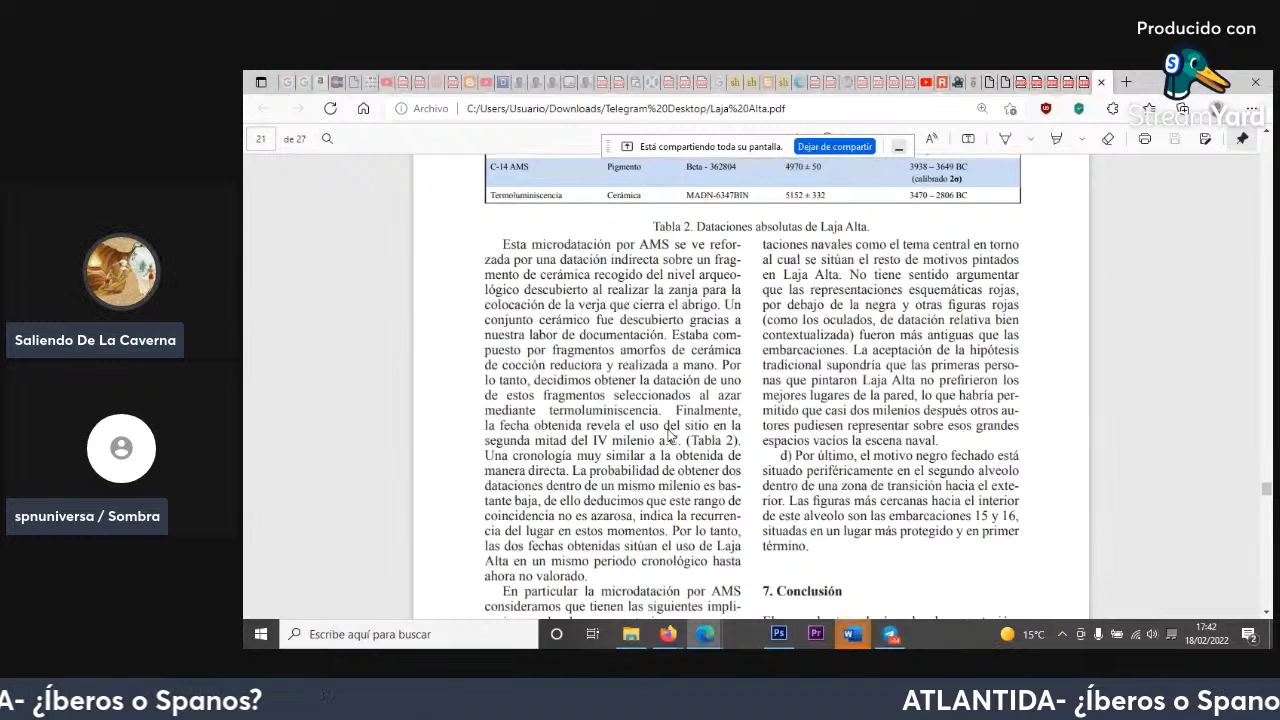 Producido con
StreamYard
Archivo
C:/Users/Usuario/Downloads/Telegram%20Desktop/Laja%20Alta.pdf
21
de 27
Está compartiendo toda su pantalla.
Dejar de compartir
C-14 AMS Pigmento Beta - 362804 4970 ± 50 3938 – 3649 BC
(calibrado 2σ)
Termoluminiscencia Cerámica MADN-6347BIN 5152 ± 332 3470 – 2806 BC
Tabla 2. Dataciones absolutas de Laja Alta.
Esta microdatación por AMS se ve refor-
zada por una datación indirecta sobre un frag-
mento de cerámica recogido del nivel arqueo-
lógico descubierto al realizar la zanja para la
colocación de la verja que cierra el abrigo. Un
conjunto cerámico fue descubierto gracias a
nuestra labor de documentación. Estaba com-
puesto por fragmentos amorfos de cerámica
de cocción reductora y realizada a mano. Por
lo tanto, decidimos obtener la datación de uno
de estos fragmentos seleccionados al azar
mediante termoluminiscencia. Finalmente,
la fecha obtenida revela el uso del sitio en la
segunda mitad del IV milenio a.C. (Tabla 2).
Una cronología muy similar a la obtenida de
manera directa. La probabilidad de obtener dos
dataciones dentro de un mismo milenio es bas-
tante baja, de ello deducimos que este rango de
coincidencia no es azarosa, indica la recurren-
cia del lugar en estos momentos. Por lo tanto,
las dos fechas obtenidas sitúan el uso de Laja
Alta en un mismo periodo cronológico hasta
ahora no valorado.
En particular la microdatación por AMS
consideramos que tienen las siguientes impli-
taciones navales como el tema central en torno
al cual se sitúan el resto de motivos pintados
en Laja Alta. No tiene sentido argumentar
que las representaciones esquemáticas rojas,
por debajo de la negra y otras figuras rojas
(como los oculados, de datación relativa bien
contextualizada) fueron más antiguas que las
embarcaciones. La aceptación de la hipótesis
tradicional supondría que las primeras perso-
nas que pintaron Laja Alta no prefirieron los
mejores lugares de la pared, lo que habría per-
mitido que casi dos milenios después otros au-
tores pudiesen representar sobre esos grandes
espacios vacíos la escena naval.
d) Por último, el motivo negro fechado está
situado periféricamente en el segundo alveolo
dentro de una zona de transición hacia el exte-
rior. Las figuras más cercanas hacia el interior
de este alveolo son las embarcaciones 15 y 16,
situadas en un lugar más protegido y en primer
término.
7. Conclusión
Saliendo De La Caverna
spnuniversa / Sombra
Escribe aquí para buscar
15°C
17:42
18/02/2022
A- ¿Íberos o Spanos?
ATLANTIDA- ¿Íberos o Spano